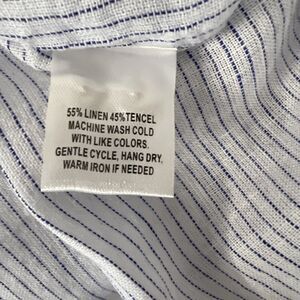 55% LINEN 45%TENCEL
MACHINE WASH COLD
WITH LIKE COLORS.
GENTLE CYCLE, HANG DRY.
WARM IRON IF NEEDED